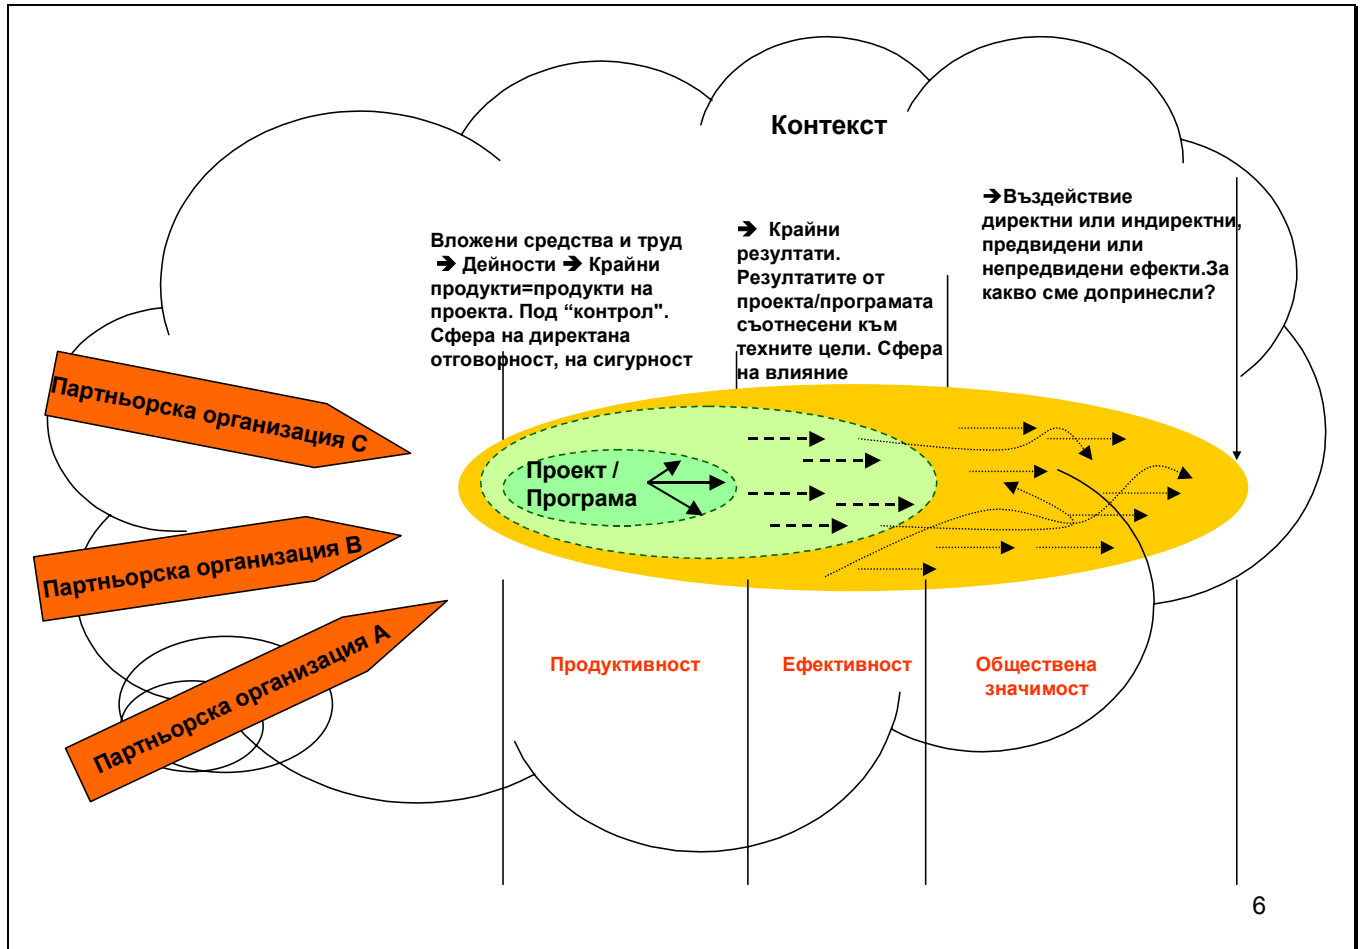 Контекст
Вложени средства и труд
➔ Дейности ➔ Крайни
продукти=продукти на
проекта. Под “контрол".
Сфера на директана
отговорност, на сигурност
➔ Крайни
резултати.
Резултатите от
проекта/програмата
съотнесени към
техните цели. Сфера
на влияние
➔Въздействие
директни или индиректни,
предвидени или
непредвидени ефекти.За
какво сме допринесли?
Партньорска организация С
Партньорска организация В
Партньорска организация А
Проект /
Програма
Продуктивност
Ефективност
Обществена
значимост
6